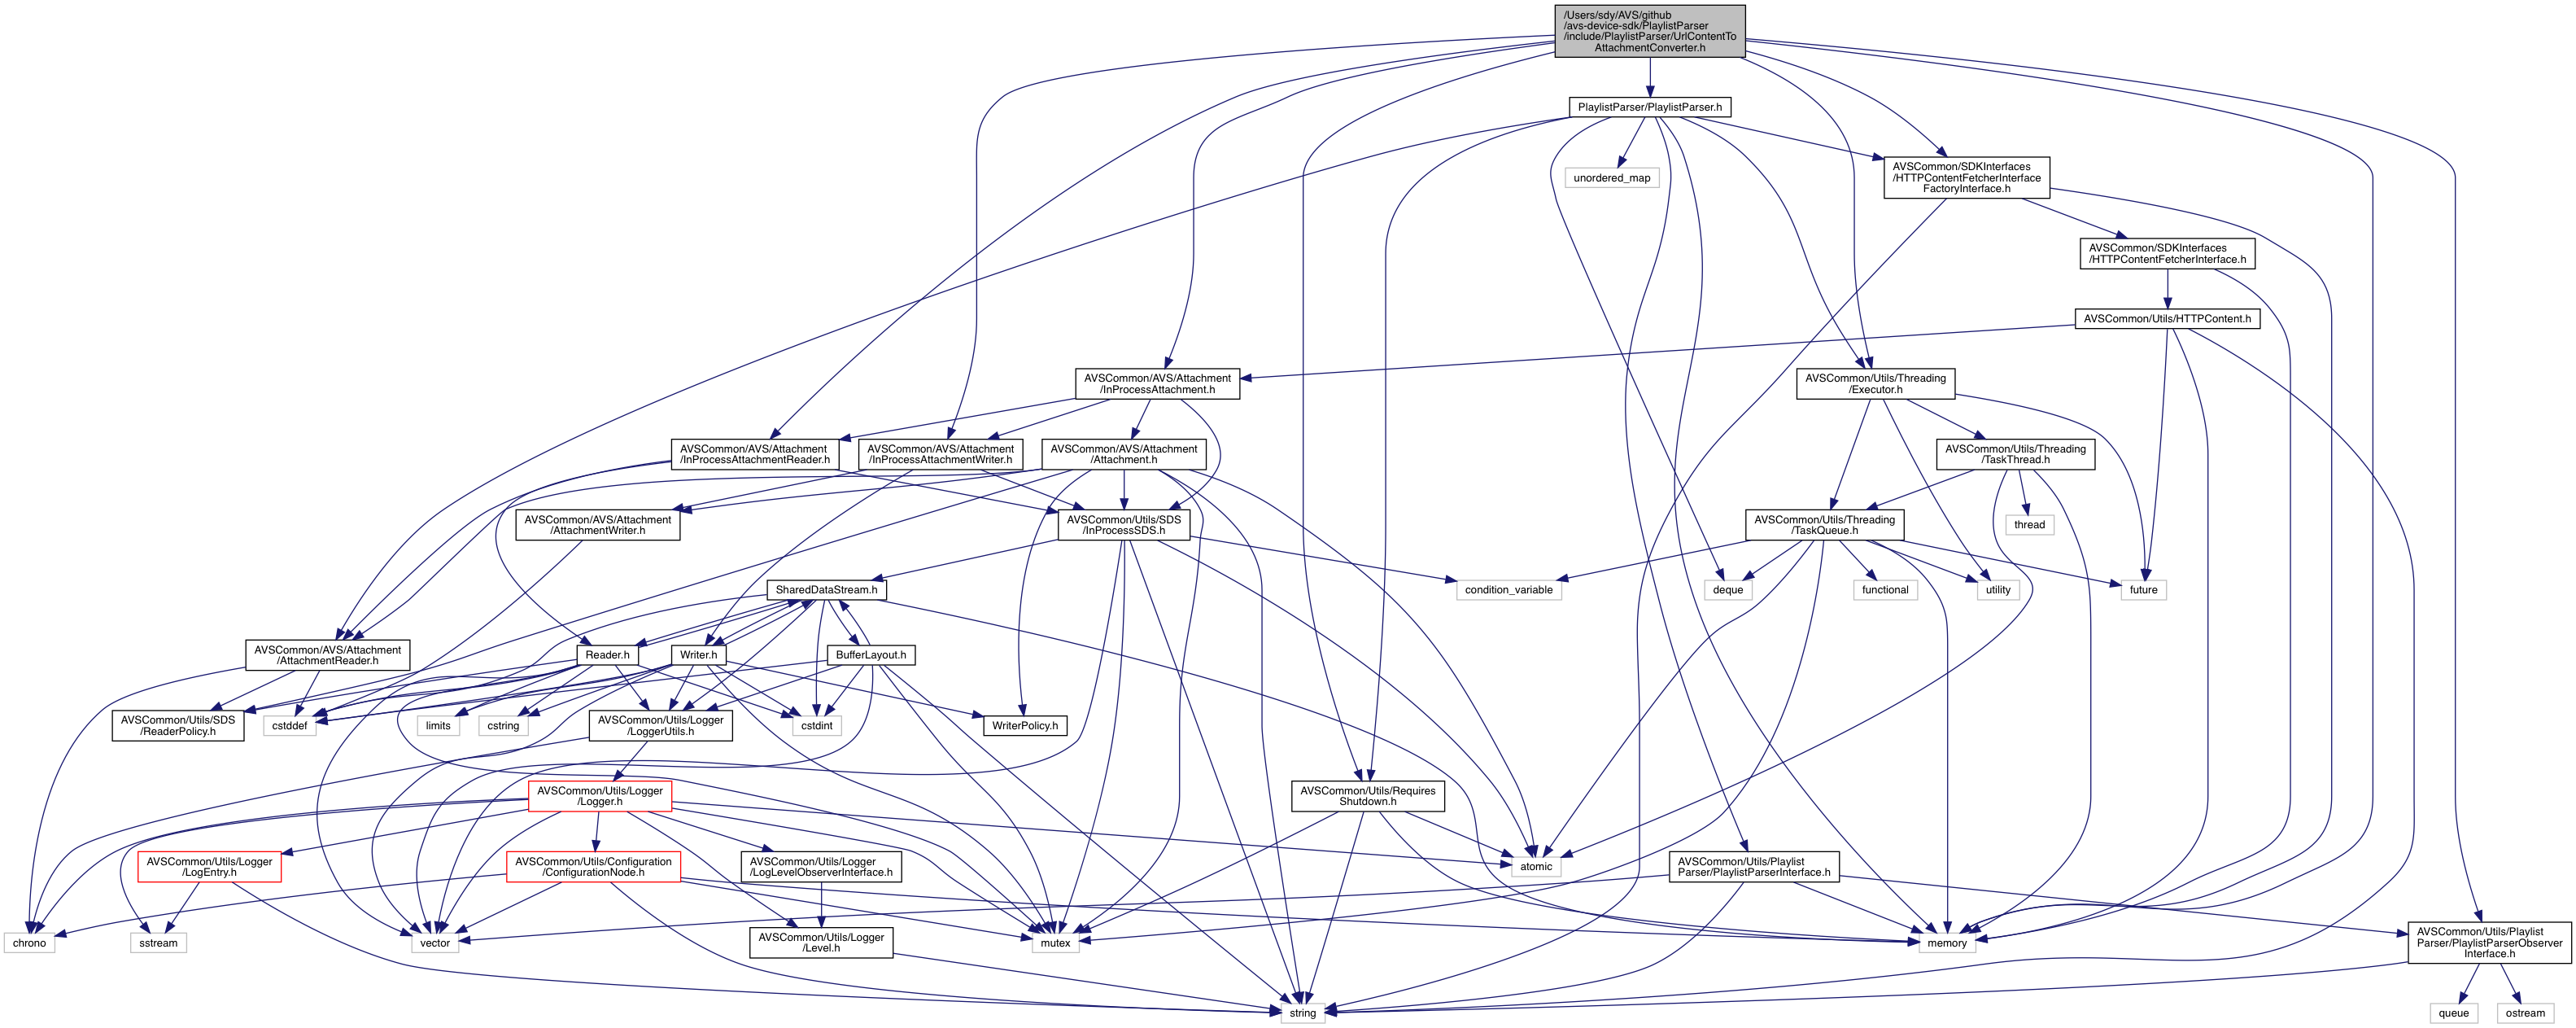 /Users/sdy/AVS/github
/avs-device-sdk/PlaylistParser
/include/PlaylistParser/UrlContentTo
AttachmentConverter.h
PlaylistParser/PlaylistParser.h
unordered_map
AVSCommon/SDKInterfaces
/HTTPContentFetcherInterface
FactoryInterface.h
AVSCommon/SDKInterfaces
/HTTPContentFetcherInterface.h
AVSCommon/Utils/HTTPContent.h
AVSCommon/AVS/Attachment
/InProcessAttachment.h
AVSCommon/Utils/Threading
/Executor.h
AVSCommon/AVS/Attachment
/InProcessAttachmentReader.h
AVSCommon/AVS/Attachment
/InProcessAttachmentWriter.h
AVSCommon/AVS/Attachment
/Attachment.h
AVSCommon/Utils/Threading
/TaskThread.h
AVSCommon/AVS/Attachment
/AttachmentWriter.h
AVSCommon/Utils/SDS
/InProcessSDS.h
AVSCommon/Utils/Threading
/TaskQueue.h
thread
SharedDataStream.h
condition_variable
deque
functional
utility
future
AVSCommon/AVS/Attachment
/AttachmentReader.h
Reader.h
Writer.h
BufferLayout.h
AVSCommon/Utils/SDS
/ReaderPolicy.h
cstddef
limits
cstring
AVSCommon/Utils/Logger
/LoggerUtils.h
cstdint
WriterPolicy.h
AVSCommon/Utils/Logger
/Logger.h
AVSCommon/Utils/Requires
Shutdown.h
AVSCommon/Utils/Logger
/LogEntry.h
AVSCommon/Utils/Configuration
/ConfigurationNode.h
AVSCommon/Utils/Logger
/LogLevelObserverInterface.h
atomic
AVSCommon/Utils/Playlist
Parser/PlaylistParserInterface.h
chrono
sstream
vector
AVSCommon/Utils/Logger
/Level.h
mutex
memory
AVSCommon/Utils/Playlist
Parser/PlaylistParserObserver
Interface.h
string
queue
ostream